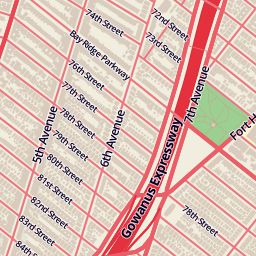 74th Street
72nd Street
73rd Street
Bay Ridge Parkway
76th Street
77th Street
78th Street
79th Street
80th Street
81st Street
82nd Street
83rd Street
84th Street
5th Avenue
6th Avenue
7th Avenue
Gowanus Expressway
Fort H
78th Street